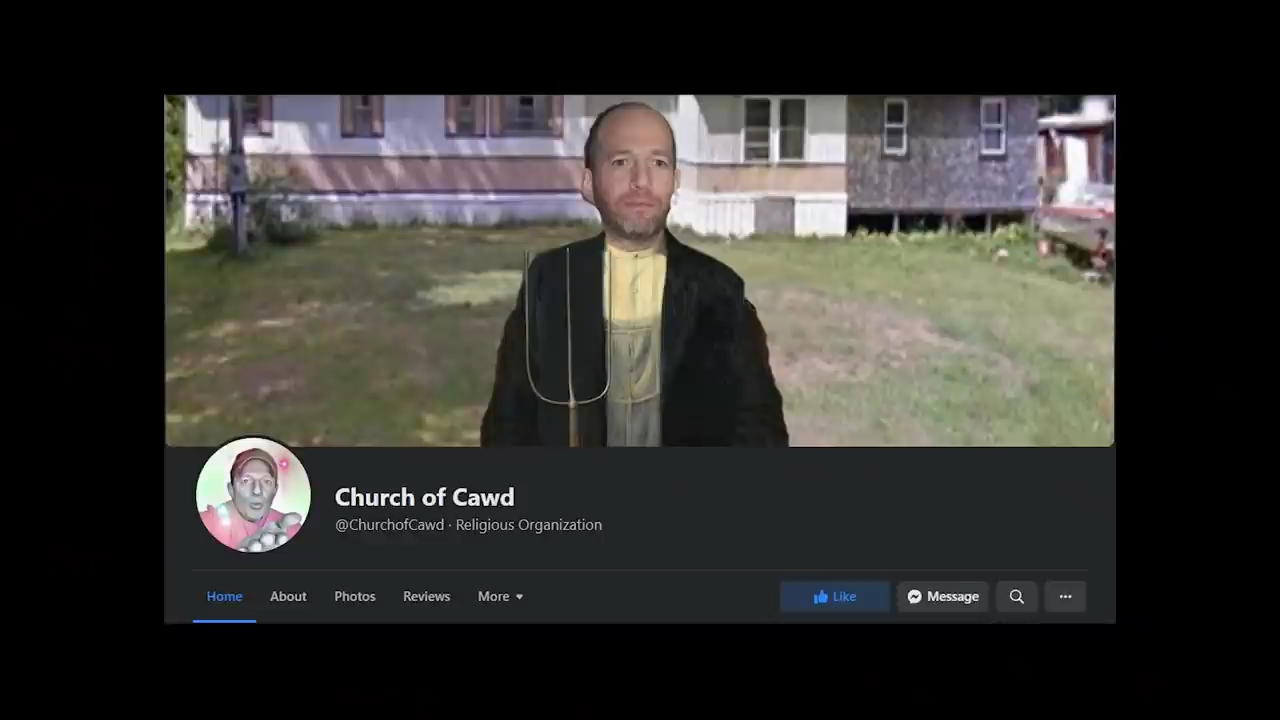 Church of Cawd
@ChurchofCawd · Religious Organization
Home About Photos Reviews More Like Message